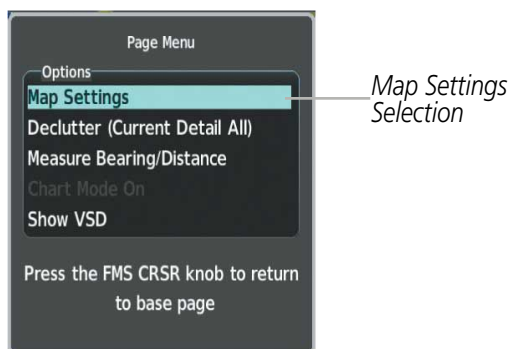 Page Menu
Options
Map Settings
Declutter (Current Detail All)
Measure Bearing/Distance
Chart Mode On
Show VSD
Press the FMS CRSR knob to return
to base page
Map Settings
Selection